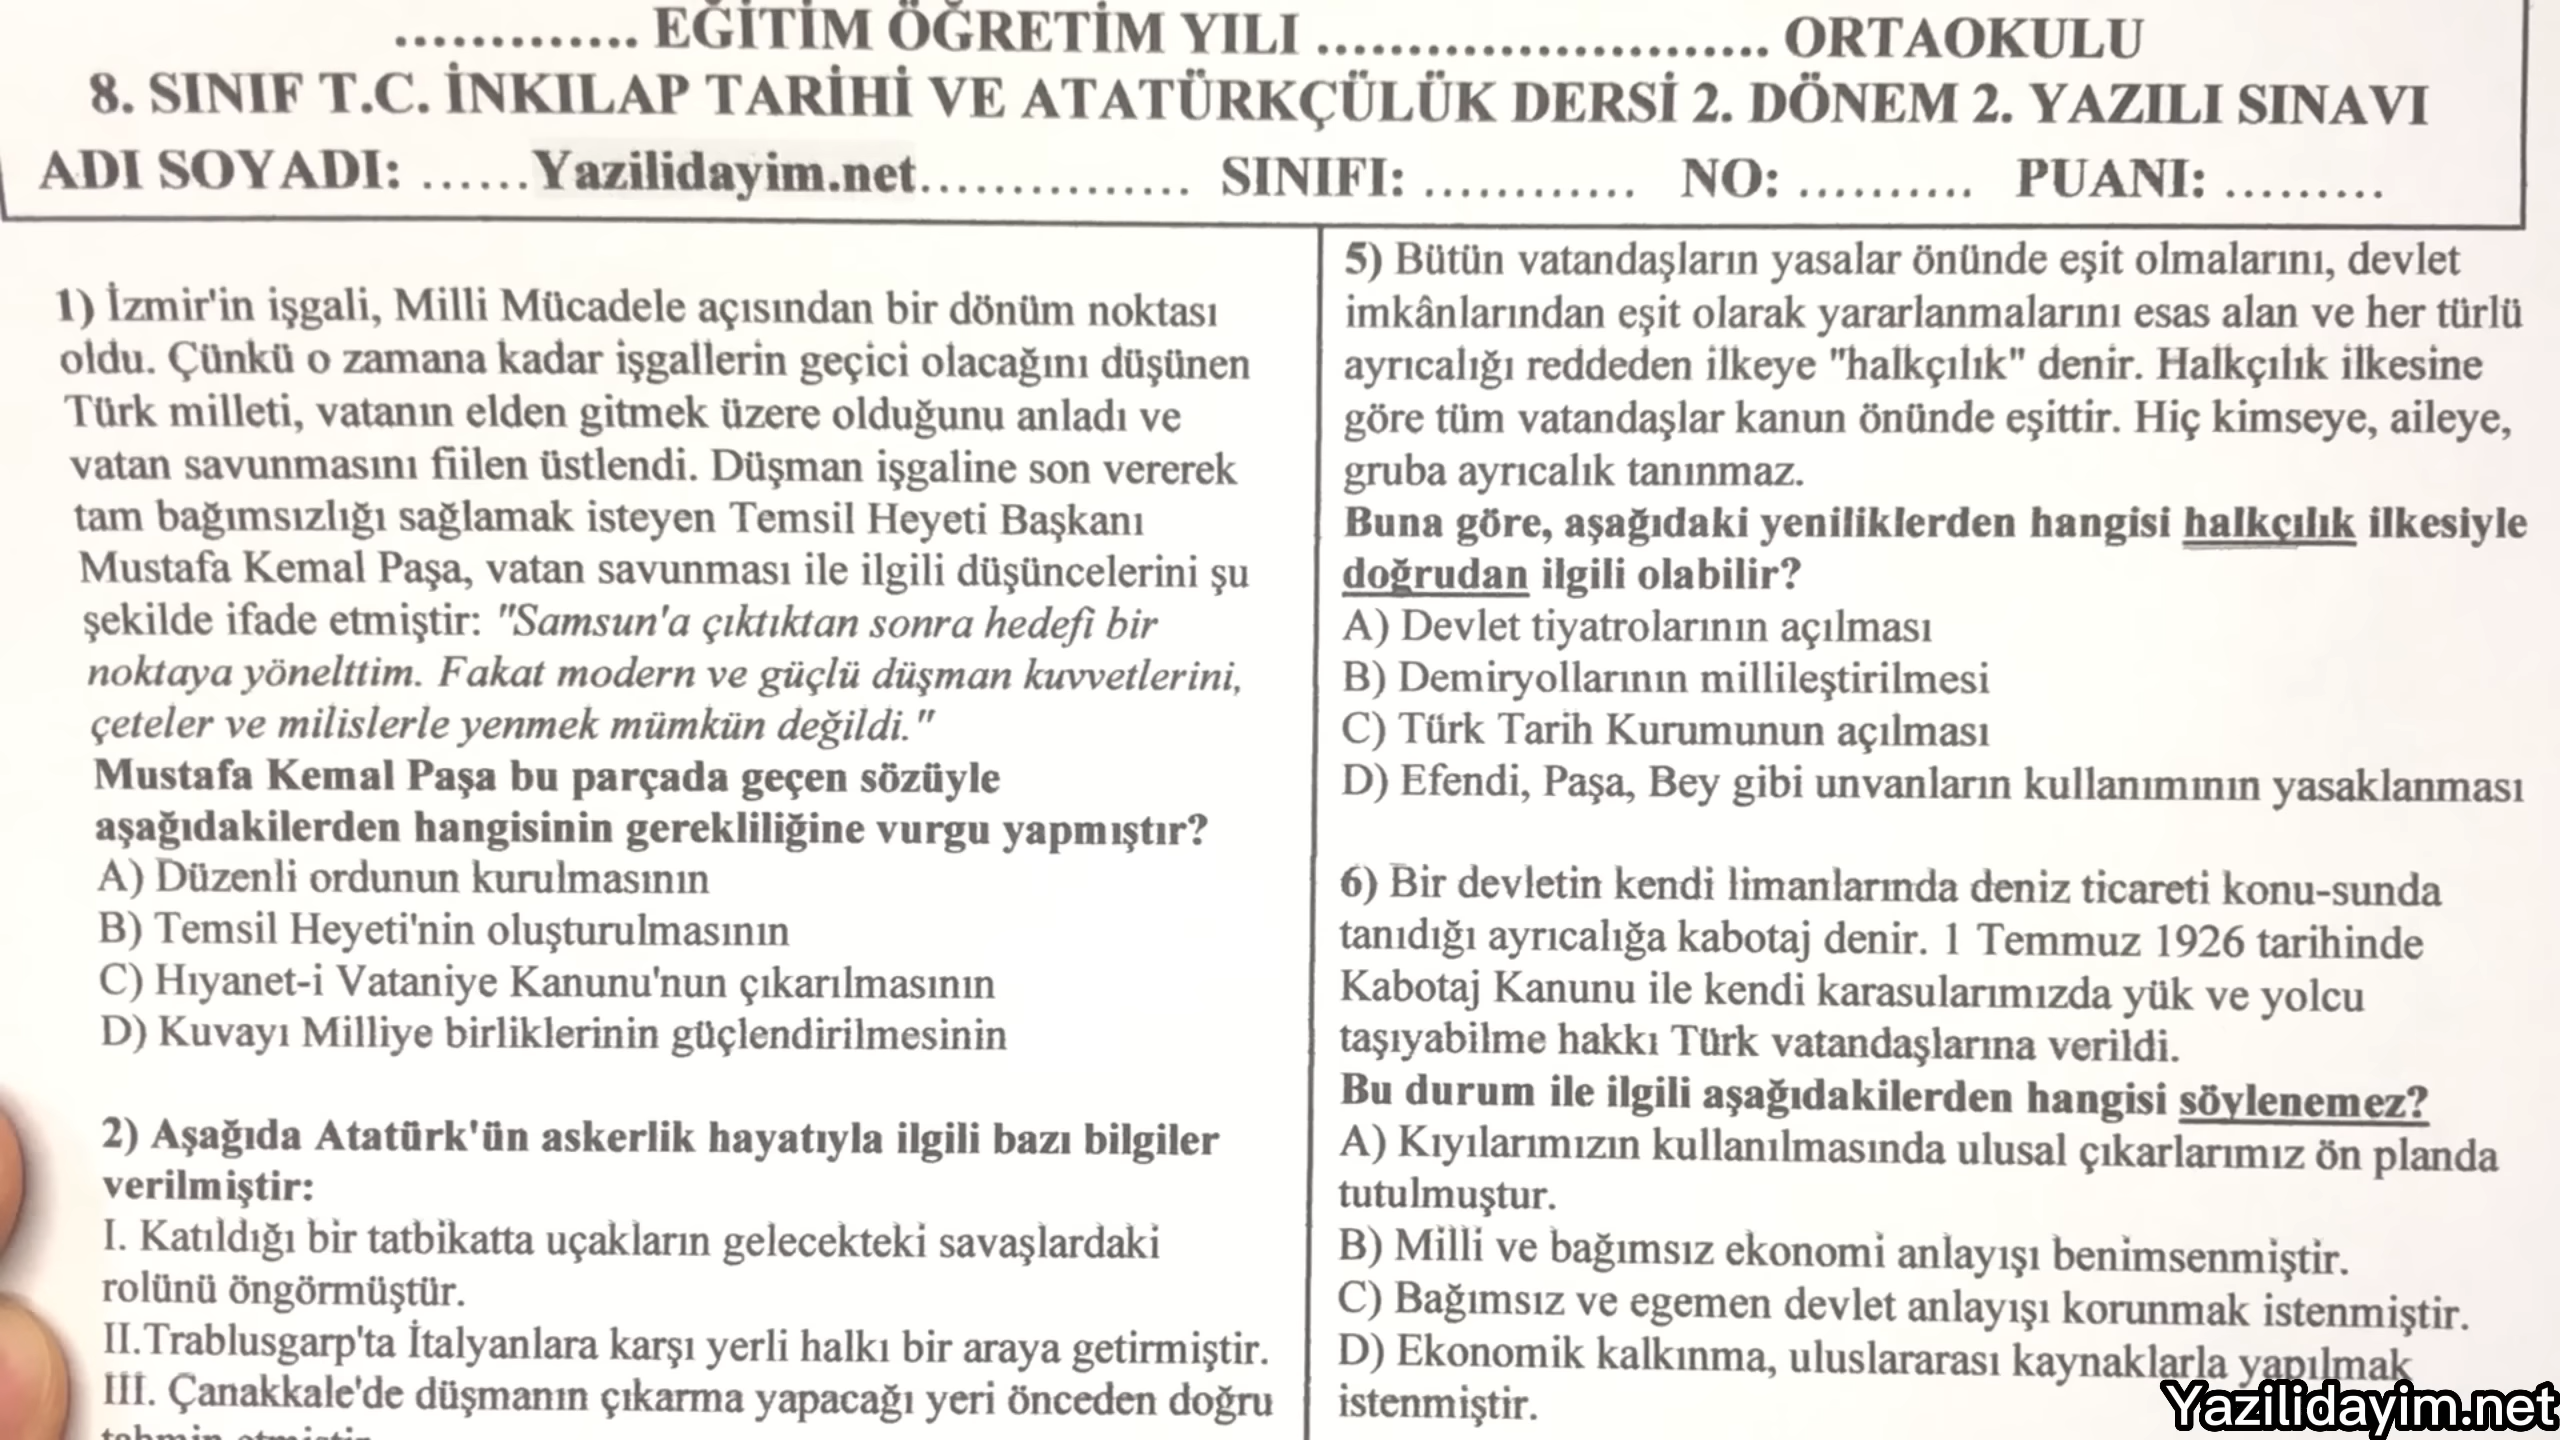 ............. EĞİTİM ÖĞRETİM YILI ........................ ORTAOKULU
8. SINIF T.C. İNKILAP TARİHİ VE ATATÜRKÇÜLÜK DERSİ 2. DÖNEM 2. YAZILI SINAVI
ADI SOYADI: ......Yazilidayim.net............... SINIFI: ............ NO: .......... PUANI: .........
1) İzmir'in işgali, Milli Mücadele açısından bir dönüm noktası
oldu. Çünkü o zamana kadar işgallerin geçici olacağını düşünen
Türk milleti, vatanın elden gitmek üzere olduğunu anladı ve
vatan savunmasını fiilen üstlendi. Düşman işgaline son vererek
tam bağımsızlığı sağlamak isteyen Temsil Heyeti Başkanı
Mustafa Kemal Paşa, vatan savunması ile ilgili düşüncelerini şu
şekilde ifade etmiştir: "Samsun'a çıktıktan sonra hedefi bir
noktaya yönelttim. Fakat modern ve güçlü düşman kuvvetlerini,
çeteler ve milislerle yenmek mümkün değildi."
Mustafa Kemal Paşa bu parçada geçen sözüyle
aşağıdakilerden hangisinin gerekliliğine vurgu yapmıştır?
A) Düzenli ordunun kurulmasının
B) Temsil Heyeti'nin oluşturulmasının
C) Hıyanet-i Vataniye Kanunu'nun çıkarılmasının
D) Kuvayı Milliye birliklerinin güçlendirilmesinin
2) Aşağıda Atatürk'ün askerlik hayatıyla ilgili bazı bilgiler
verilmiştir:
I. Katıldığı bir tatbikatta uçakların gelecekteki savaşlardaki
rolünü öngörmüştür.
II.Trablusgarp'ta İtalyanlara karşı yerli halkı bir araya getirmiştir.
III. Çanakkale'de düşmanın çıkarma yapacağı yeri önceden doğru
tahmin etmiştir.
5) Bütün vatandaşların yasalar önünde eşit olmalarını, devlet
imkânlarından eşit olarak yararlanmalarını esas alan ve her türlü
ayrıcalığı reddeden ilkeye "halkçılık" denir. Halkçılık ilkesine
göre tüm vatandaşlar kanun önünde eşittir. Hiç kimseye, aileye,
gruba ayrıcalık tanınmaz.
Buna göre, aşağıdaki yeniliklerden hangisi halkçılık ilkesiyle
doğrudan ilgili olabilir?
A) Devlet tiyatrolarının açılması
B) Demiryollarının millileştirilmesi
C) Türk Tarih Kurumunun açılması
D) Efendi, Paşa, Bey gibi unvanların kullanımının yasaklanması
6) Bir devletin kendi limanlarında deniz ticareti konu-sunda
tanıdığı ayrıcalığa kabotaj denir. 1 Temmuz 1926 tarihinde
Kabotaj Kanunu ile kendi karasularımızda yük ve yolcu
taşıyabilme hakkı Türk vatandaşlarına verildi.
Bu durum ile ilgili aşağıdakilerden hangisi söylenemez?
A) Kıyılarımızın kullanılmasında ulusal çıkarlarımız ön planda
tutulmuştur.
B) Milli ve bağımsız ekonomi anlayışı benimsenmiştir.
C) Bağımsız ve egemen devlet anlayışı korunmak istenmiştir.
D) Ekonomik kalkınma, uluslararası kaynaklarla yapılmak
istenmiştir.
Yazilidayim.net